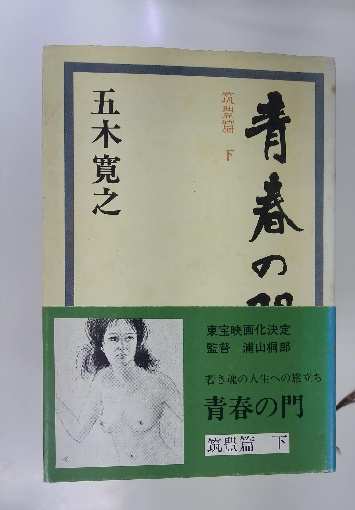 青春の門
筑豊篇 下
五木寛之
東宝映画化決定
監督 浦山桐郎
若き魂の人生への旅立ち
青春の門
筑豊篇 下